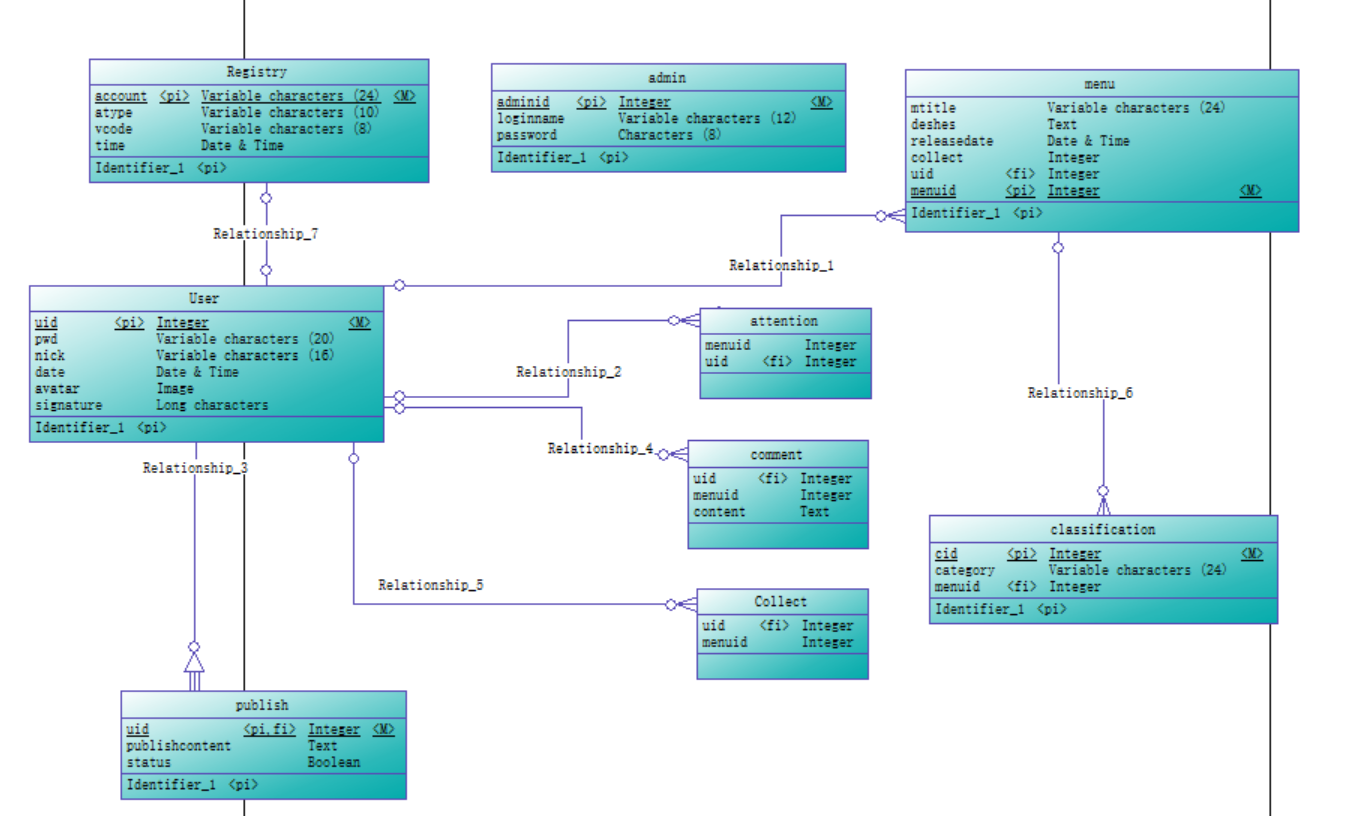 Registry
account <pi> Variable characters (24) <M>
atype Variable characters (10)
vcode Variable characters (8)
time Date & Time
Identifier_1 <pi>
admin
adminid <pi> Integer <M>
loginname Variable characters (12)
password Characters (8)
Identifier_1 <pi>
menu
mtitle Variable characters (24)
deshes Text
releasedate Date & Time
collect Integer
uid <fi> Integer
menuid <pi> Integer <M>
Identifier_1 <pi>
Relationship_7
Relationship_1
User
uid <pi> Integer <M>
pwd Variable characters (20)
nick Variable characters (16)
date Date & Time
avatar Image
signature Long characters
Identifier_1 <pi>
attention
menuid Integer
uid <fi> Integer
Relationship_2
Relationship_6
Relationship_4
Relationship_3
comment
uid <fi> Integer
menuid Integer
content Text
classification
cid <pi> Integer <M>
category Variable characters (24)
menuid <fi> Integer
Identifier_1 <pi>
Relationship_5
Collect
uid <fi> Integer
menuid Integer
publish
uid <pi,fi> Integer <M>
publishcontent Text
status Boolean
Identifier_1 <pi>